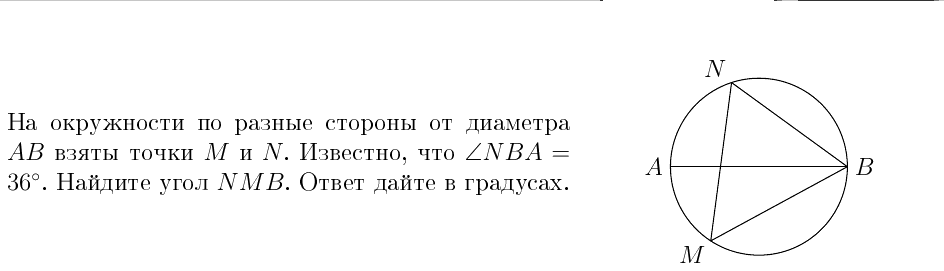 На окружности по разные стороны от диаметра
AB взяты точки M и N. Известно, что ∠NBA =
36°. Найдите угол NMB. Ответ дайте в градусах.
N
A
B
M